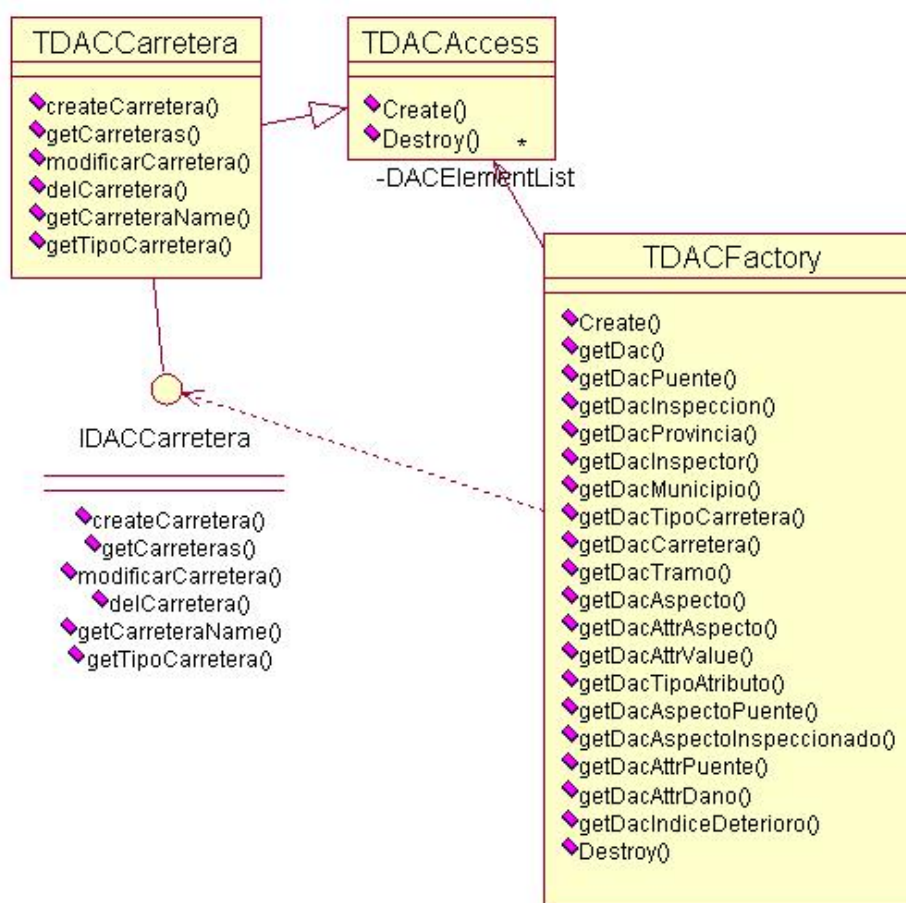 TDACCarretera
createCarretera()
getCarreteras()
modificarCarretera()
delCarretera()
getCarreteraName()
getTipoCarretera()
TDACAccess
Create()
Destroy()
*
-DACElementList
IDACCarretera
createCarretera()
getCarreteras()
modificarCarretera()
delCarretera()
getCarreteraName()
getTipoCarretera()
TDACFactory
Create()
getDac()
getDacPuente()
getDacInspeccion()
getDacProvincia()
getDacInspector()
getDacMunicipio()
getDacTipoCarretera()
getDacCarretera()
getDacTramo()
getDacAspecto()
getDacAttrAspecto()
getDacAttrValue()
getDacTipoAtributo()
getDacAspectoPuente()
getDacAspectoInspeccionado()
getDacAttrPuente()
getDacAttrDano()
getDacIndiceDeterioro()
Destroy()